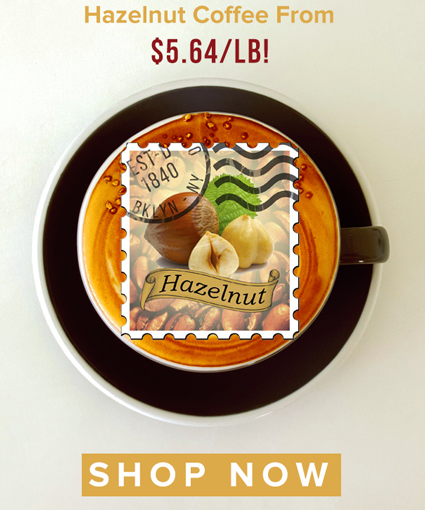 Hazelnut Coffee From
$5.64/LB!
EST-D
1840
BKLYN
NY
Hazelnut
SHOP NOW